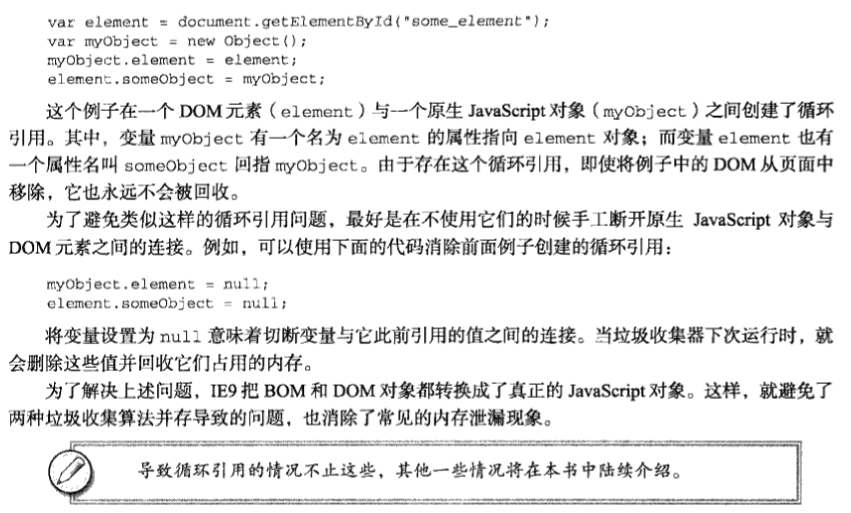 var element = document.getElementById("some_element");
var myObject = new Object();
myObject.element = element;
element.someObject = myObject;
这个例子在一个 DOM 元素（element）与一个原生 JavaScript 对象（myObject）之间创建了循环
引用。其中，变量 myObject 有一个名为 element 的属性指向 element 对象；而变量 element 也有
一个属性名叫 someObject 回指 myObject。由于存在这个循环引用，即使将例子中的 DOM 从页面中
移除，它也永远不会被回收。
为了避免类似这样的循环引用问题，最好是在不使用它们的时候手工断开原生 JavaScript 对象与
DOM 元素之间的连接。例如，可以使用下面的代码消除前面例子创建的循环引用：
myObject.element = null;
element.someObject = null;
将变量设置为 null 意味着切断变量与它此前引用的值之间的连接。当垃圾收集器下次运行时，就
会删除这些值并回收它们占用的内存。
为了解决上述问题，IE9 把 BOM 和 DOM 对象都转换成了真正的 JavaScript 对象。这样，就避免了
两种垃圾收集算法并存导致的问题，也消除了常见的内存泄漏现象。
导致循环引用的情况不止这些，其他一些情况将在本书中陆续介绍。